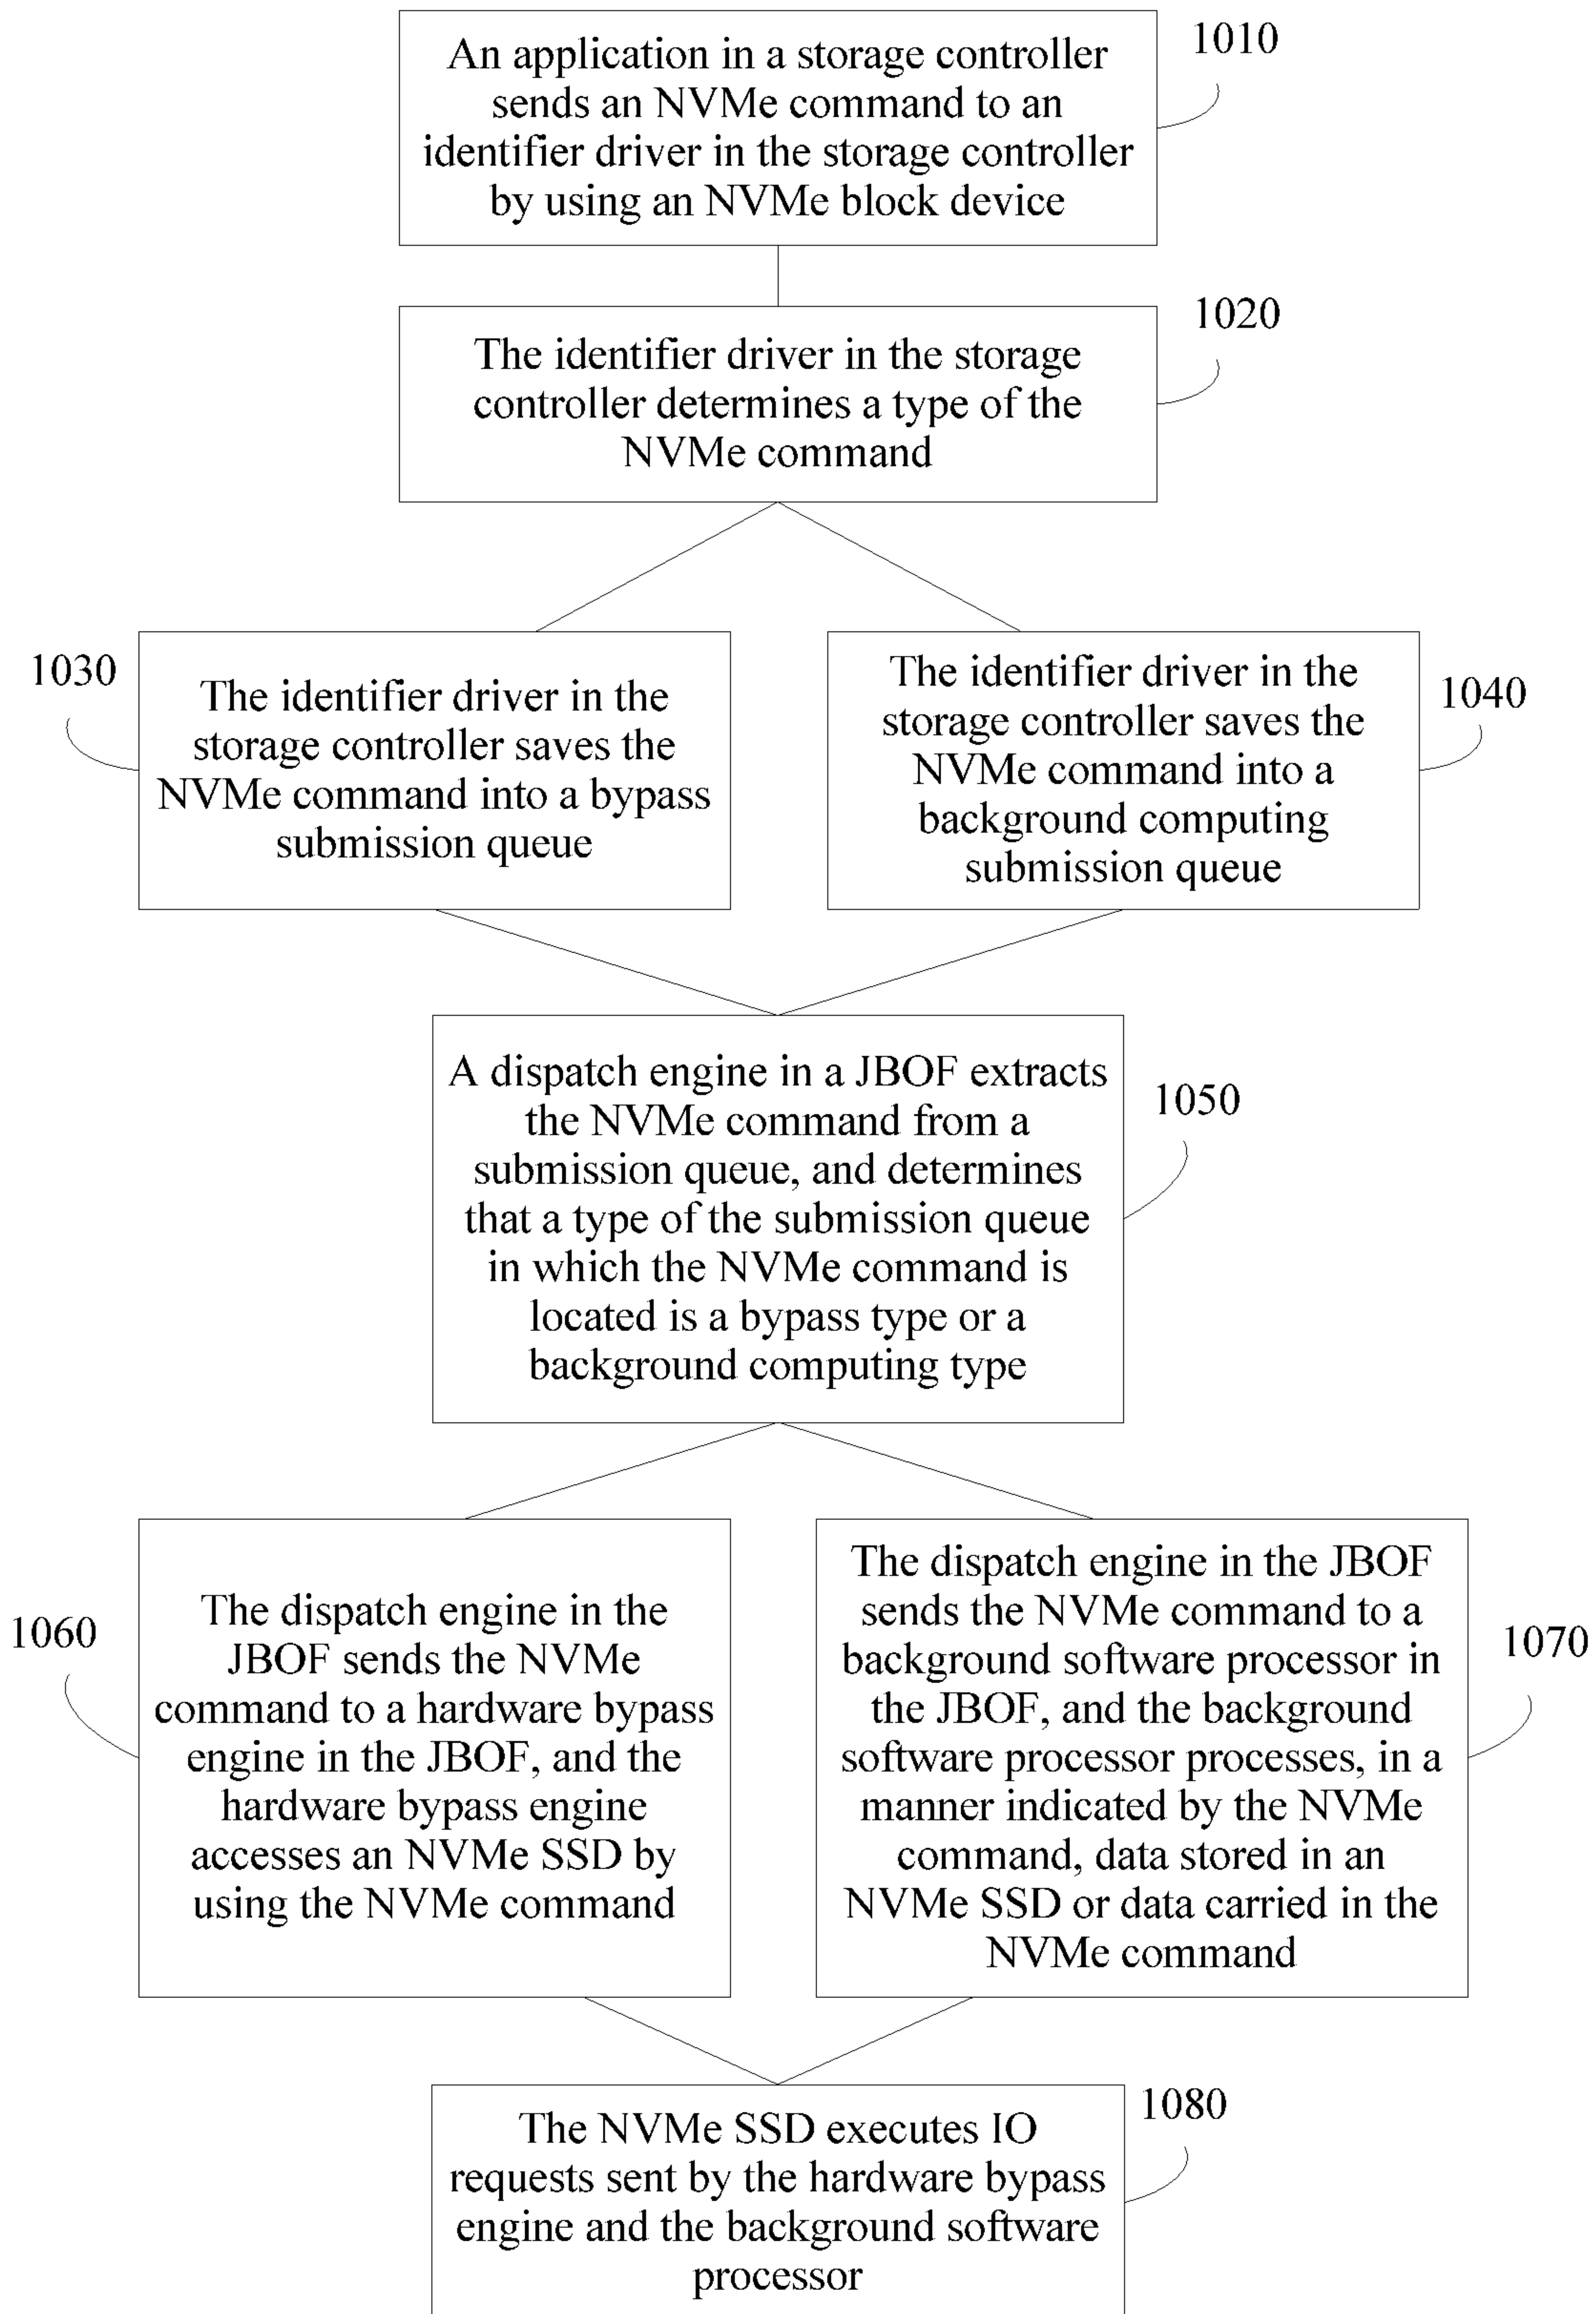 An application in a storage controller
sends an NVMe command to an
identifier driver in the storage controller
by using an NVMe block device
1010
The identifier driver in the storage
controller determines a type of the
NVMe command
1020
1030
The identifier driver in the
storage controller saves the
NVMe command into a bypass
submission queue
The identifier driver in the
storage controller saves the
NVMe command into a
background computing
submission queue
1040
A dispatch engine in a JBOF extracts
the NVMe command from a
submission queue, and determines
that a type of the submission queue
in which the NVMe command is
located is a bypass type or a
background computing type
1050
1060
The dispatch engine in the
JBOF sends the NVMe
command to a hardware bypass
engine in the JBOF, and the
hardware bypass engine
accesses an NVMe SSD by
using the NVMe command
The dispatch engine in the JBOF
sends the NVMe command to a
background software processor in
the JBOF, and the background
software processor processes, in a
manner indicated by the NVMe
command, data stored in an
NVMe SSD or data carried in the
NVMe command
1070
The NVMe SSD executes IO
requests sent by the hardware bypass
engine and the background software
processor
1080